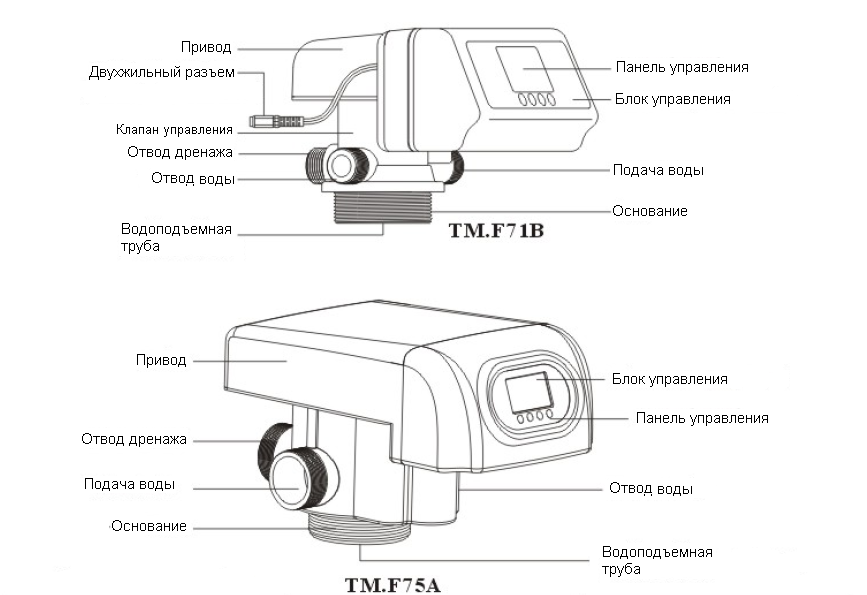 Привод
Двухжильный разъем
Клапан управления
Отвод дренажа
Отвод воды
Водоподъемная
труба
Панель управления
Блок управления
Подача воды
Основание
TM.F71B
Привод
Отвод дренажа
Подача воды
Основание
Блок управления
Панель управления
Отвод воды
Водоподъемная
труба
TM.F75A